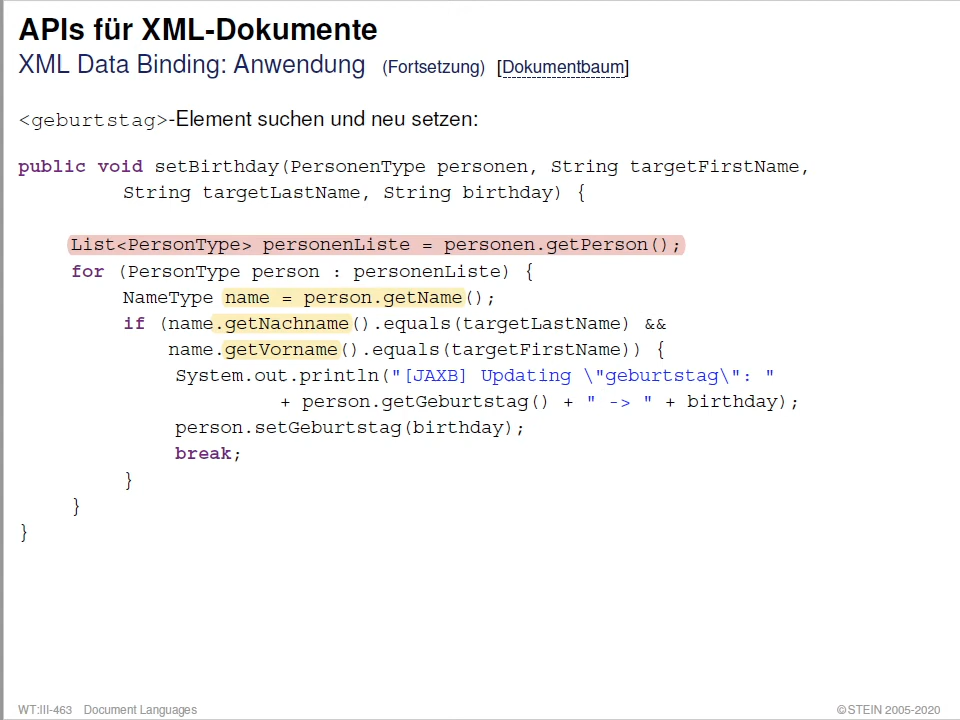 APIs für XML-Dokumente
XML Data Binding: Anwendung (Fortsetzung) [Dokumentbaum]
<geburtstag>-Element suchen und neu setzen:
public void setBirthday(PersonenType personen, String targetFirstName,
String targetLastName, String birthday) {
List<PersonType> personenListe = personen.getPerson();
for (PersonType person : personenListe) {
NameType name = person.getName();
if (name.getNachname().equals(targetLastName) &&
name.getVorname().equals(targetFirstName)) {
System.out.println("[JAXB] Updating \"geburtstag\": "
+ person.getGeburtstag() + " -> " + birthday);
person.setGeburtstag(birthday);
break;
}
}
}
WT:III-463 Document Languages ©STEIN 2005-2020